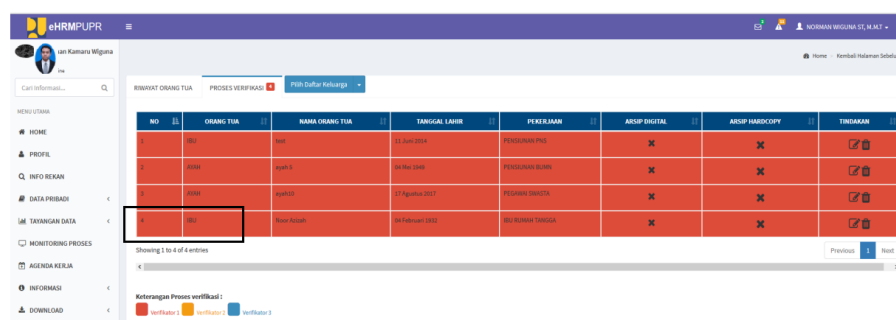 eHRMPUPR
NORMAN WIGUNA ST, M.M.T
uan Kamaru Wiguna
Home - Kembali Halaman Sebelu
Cari Informasi...
RIWAYAT ORANG TUA PROSES VERIFIKASI 4 Pilih Daftar Keluarga
MENU UTAMA
HOME
PROFIL
INFO REKAN
DATA PRIBADI
TAYANGAN DATA
MONITORING PROSES
AGENDA KERJA
INFORMASI
DOWNLOAD
NO ORANG TUA NAMA ORANG TUA TANGGAL LAHIR PEKERJAAN ARSIP DIGITAL ARSIP HARDCOPY TINDAKAN
1 IBU test 11 Juni 2014 PENSIUNAN PNS
2 AYAH ayah 6 04 Mei 1949 PENSIUNAN BUMN
3 AYAH ayah10 17 Agustus 2017 PEGAWAI SWASTA
4 IBU Noor Azizah 04 Februari 1932 IBU RUMAH TANGGA
Showing 1 to 4 of 4 entries
Previous 1 Next
Keterangan Proses verifikasi :
Verifikator 1 Verifikator 2 Verifikator 3